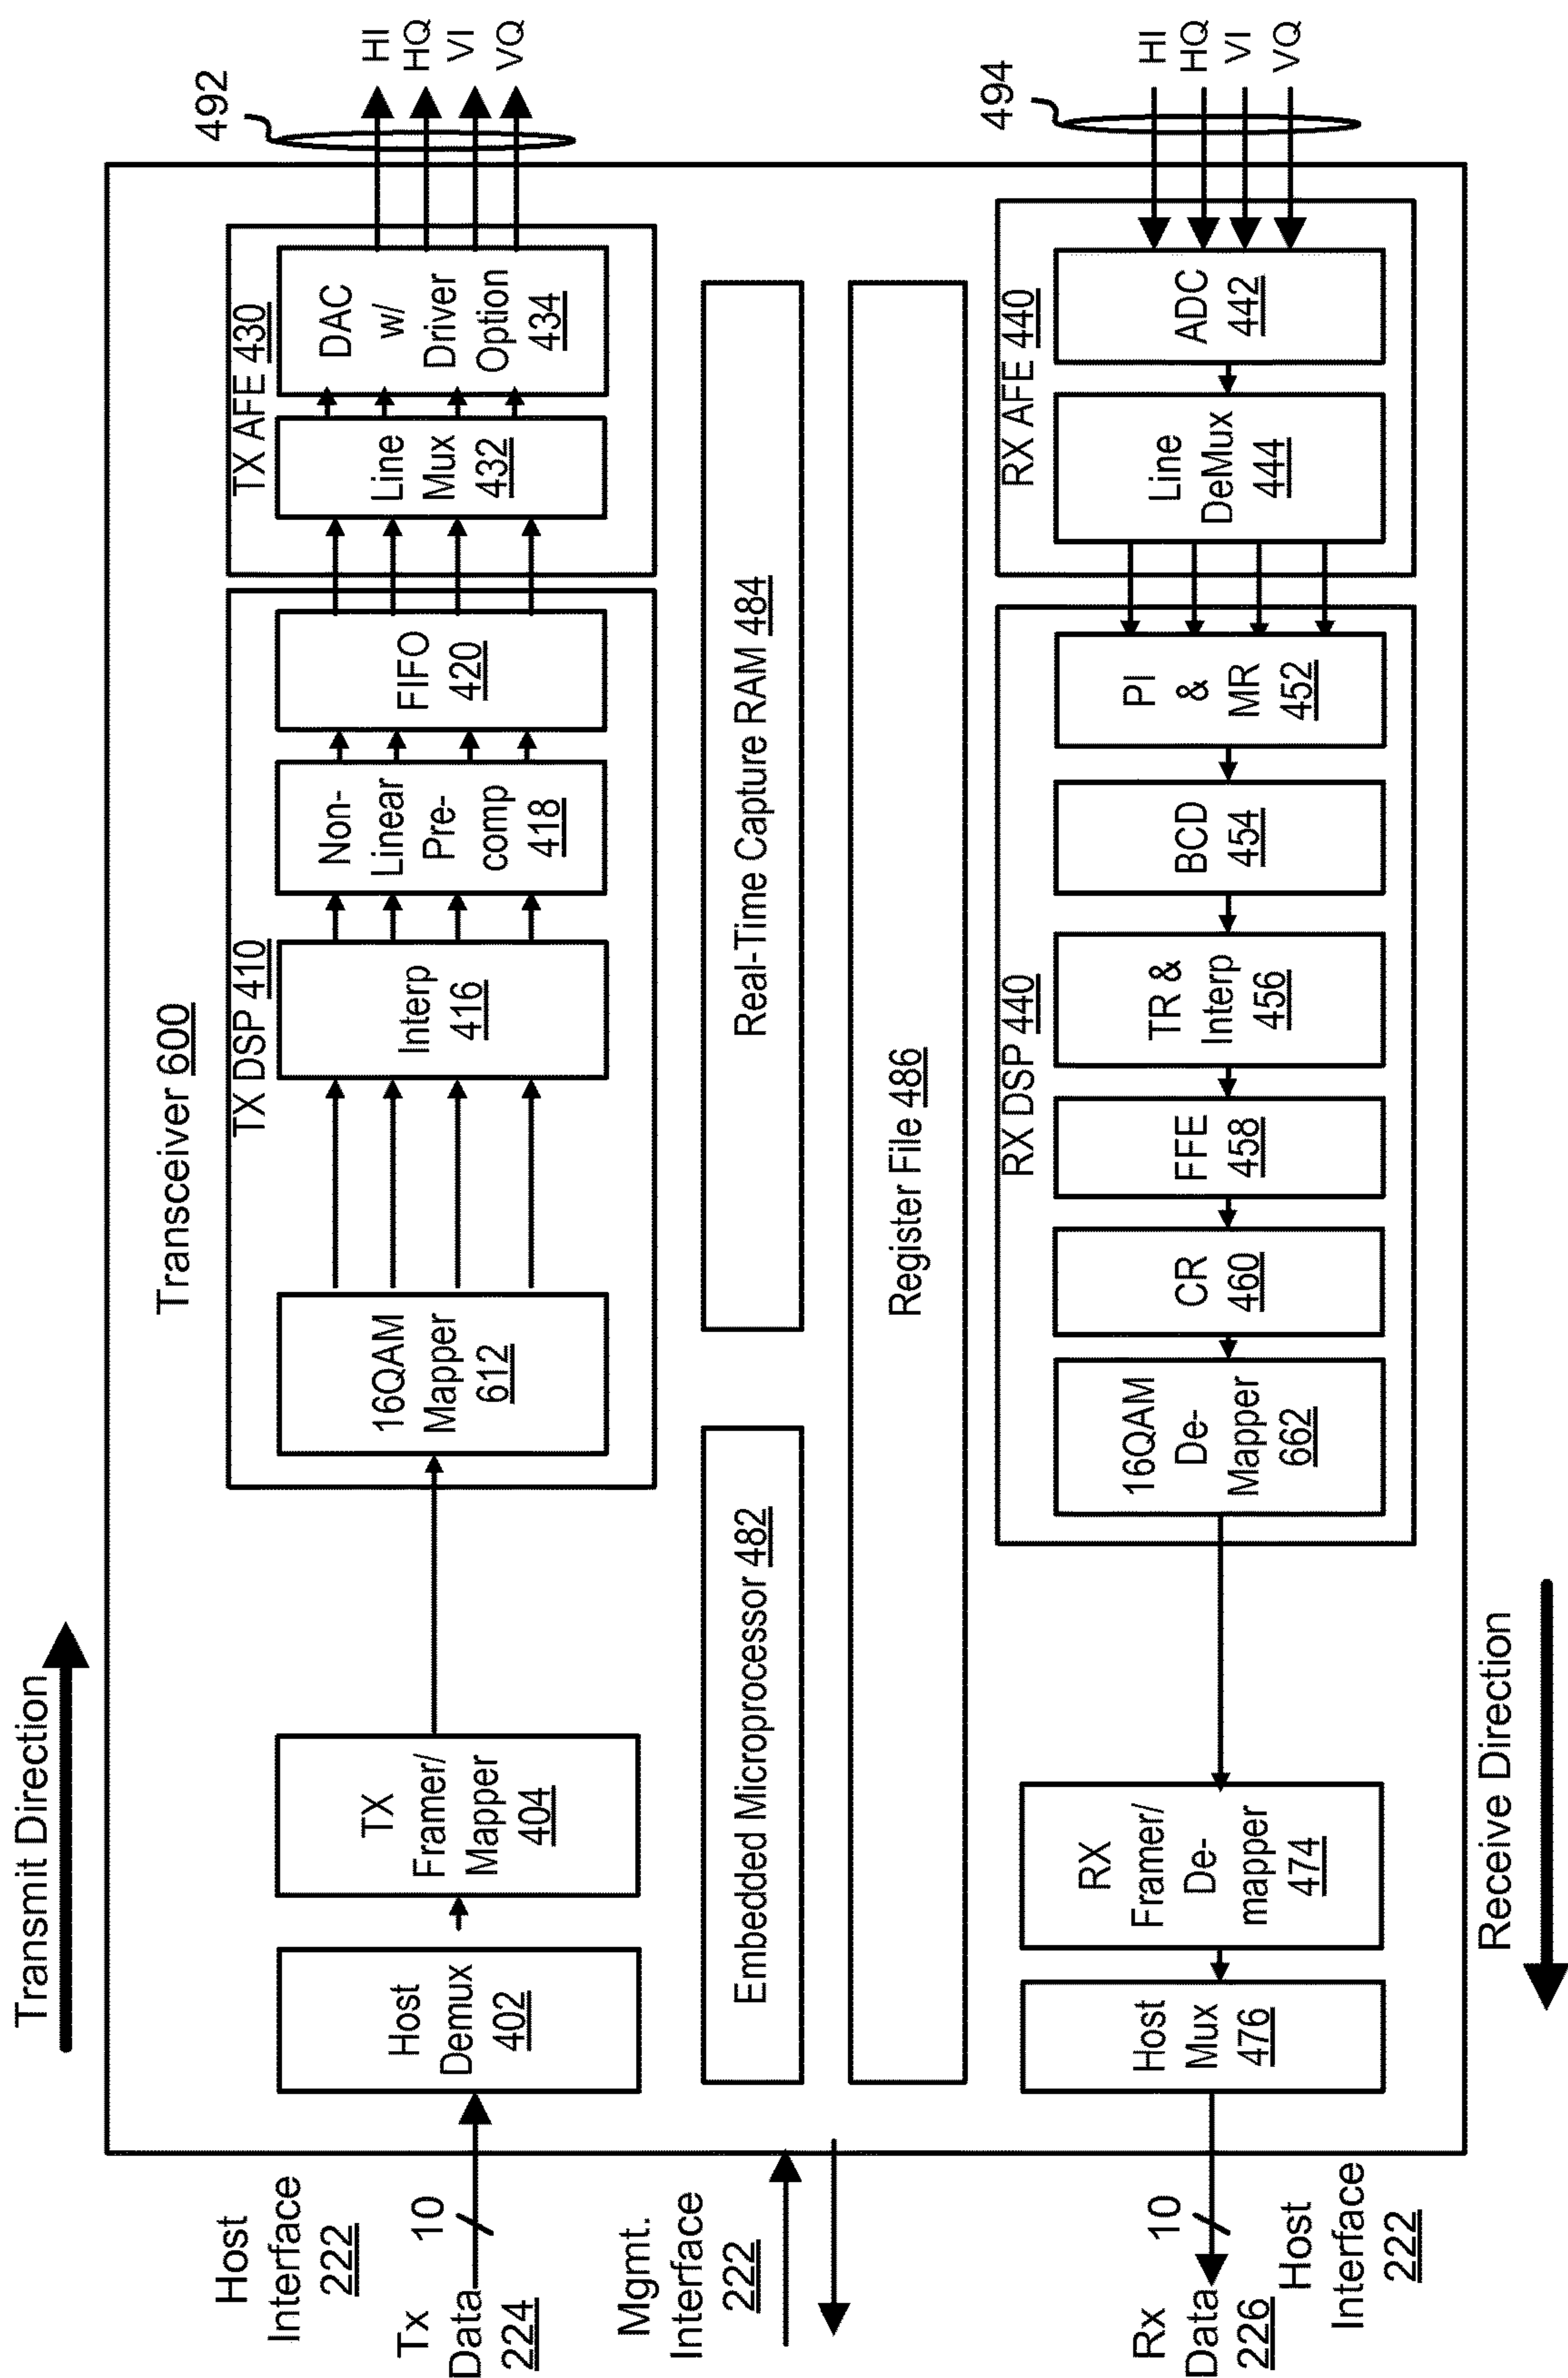 Transmit Direction
Transceiver 600
Host
Interface
222
Tx
Data
224
10
Host
Demux
402
TX
Framer/
Mapper
404
TX DSP 410
16QAM
Mapper
612
Interp
416
Non-
Linear
Pre-
comp
418
FIFO
420
TX AFE 430
Line
Mux
432
DAC
w/
Driver
Option
434
492
HI
HQ
VI
VQ
Mgmt.
Interface
222
Embedded Microprocessor 482
Real-Time Capture RAM 484
Register File 486
Rx
Data
226
10
Host
Interface
222
Host
Mux
476
RX
Framer/
De-
mapper
474
RX DSP 440
16QAM
De-
Mapper
662
CR
460
FFE
458
TR &
Interp
456
BCD
454
PI
&
MR
452
RX AFE 440
Line
DeMux
444
ADC
442
494
HI
HQ
VI
VQ
Receive Direction